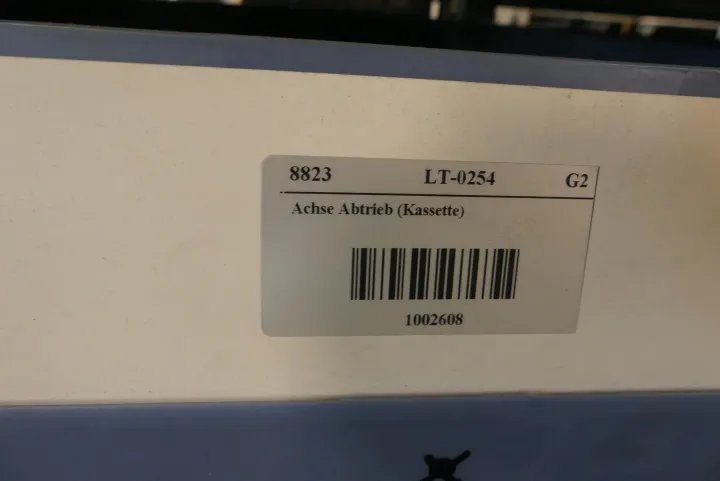 8823 LT-0254 G2
Achse Abtrieb (Kassette)
1002608